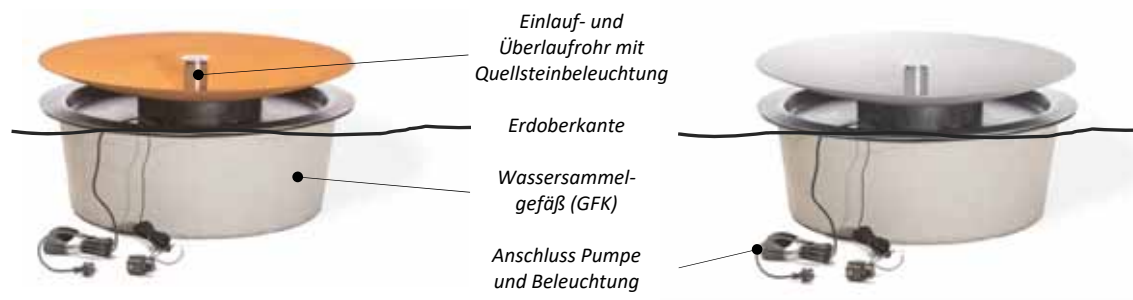 Einlauf- und
Überlaufrohr mit
Quellsteinbeleuchtung
Erdoberkante
Wassersammel-
gefäß (GFK)
Anschluss Pumpe
und Beleuchtung